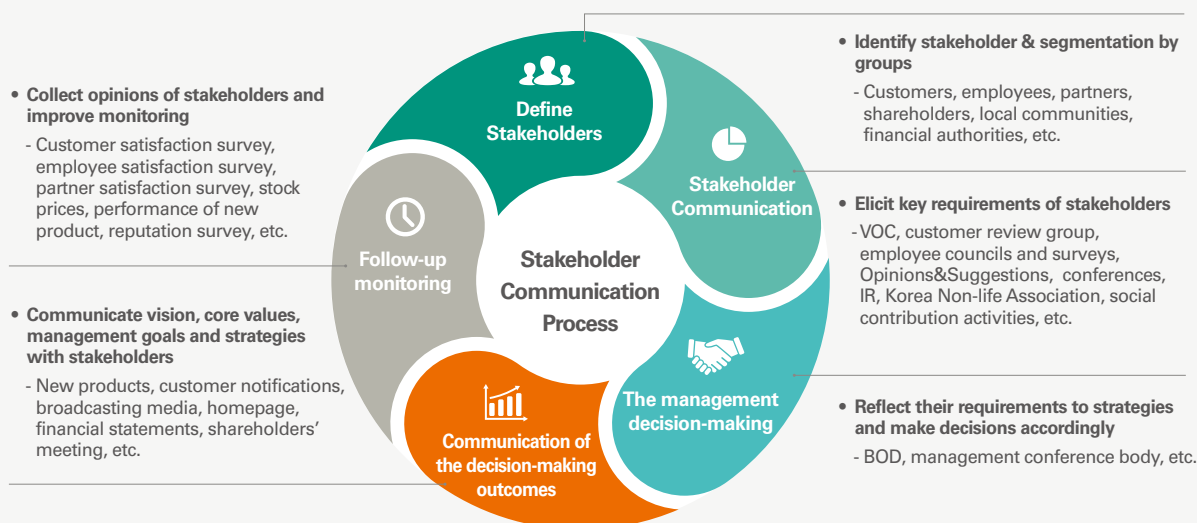 Define
Stakeholders
Stakeholder
Communication
The management
decision-making
Communication of
the decision-making
outcomes
Follow-up
monitoring
Stakeholder
Communication
Process
• Identify stakeholder & segmentation by
groups
- Customers, employees, partners,
shareholders, local communities,
financial authorities, etc.
• Elicit key requirements of stakeholders
- VOC, customer review group,
employee councils and surveys,
Opinions&Suggestions, conferences,
IR, Korea Non-life Association, social
contribution activities, etc.
• Reflect their requirements to strategies
and make decisions accordingly
- BOD, management conference body, etc.
• Communicate vision, core values,
management goals and strategies
with stakeholders
- New products, customer notifications,
broadcasting media, homepage,
financial statements, shareholders’
meeting, etc.
• Collect opinions of stakeholders and
improve monitoring
- Customer satisfaction survey,
employee satisfaction survey,
partner satisfaction survey, stock
prices, performance of new
product, reputation survey, etc.